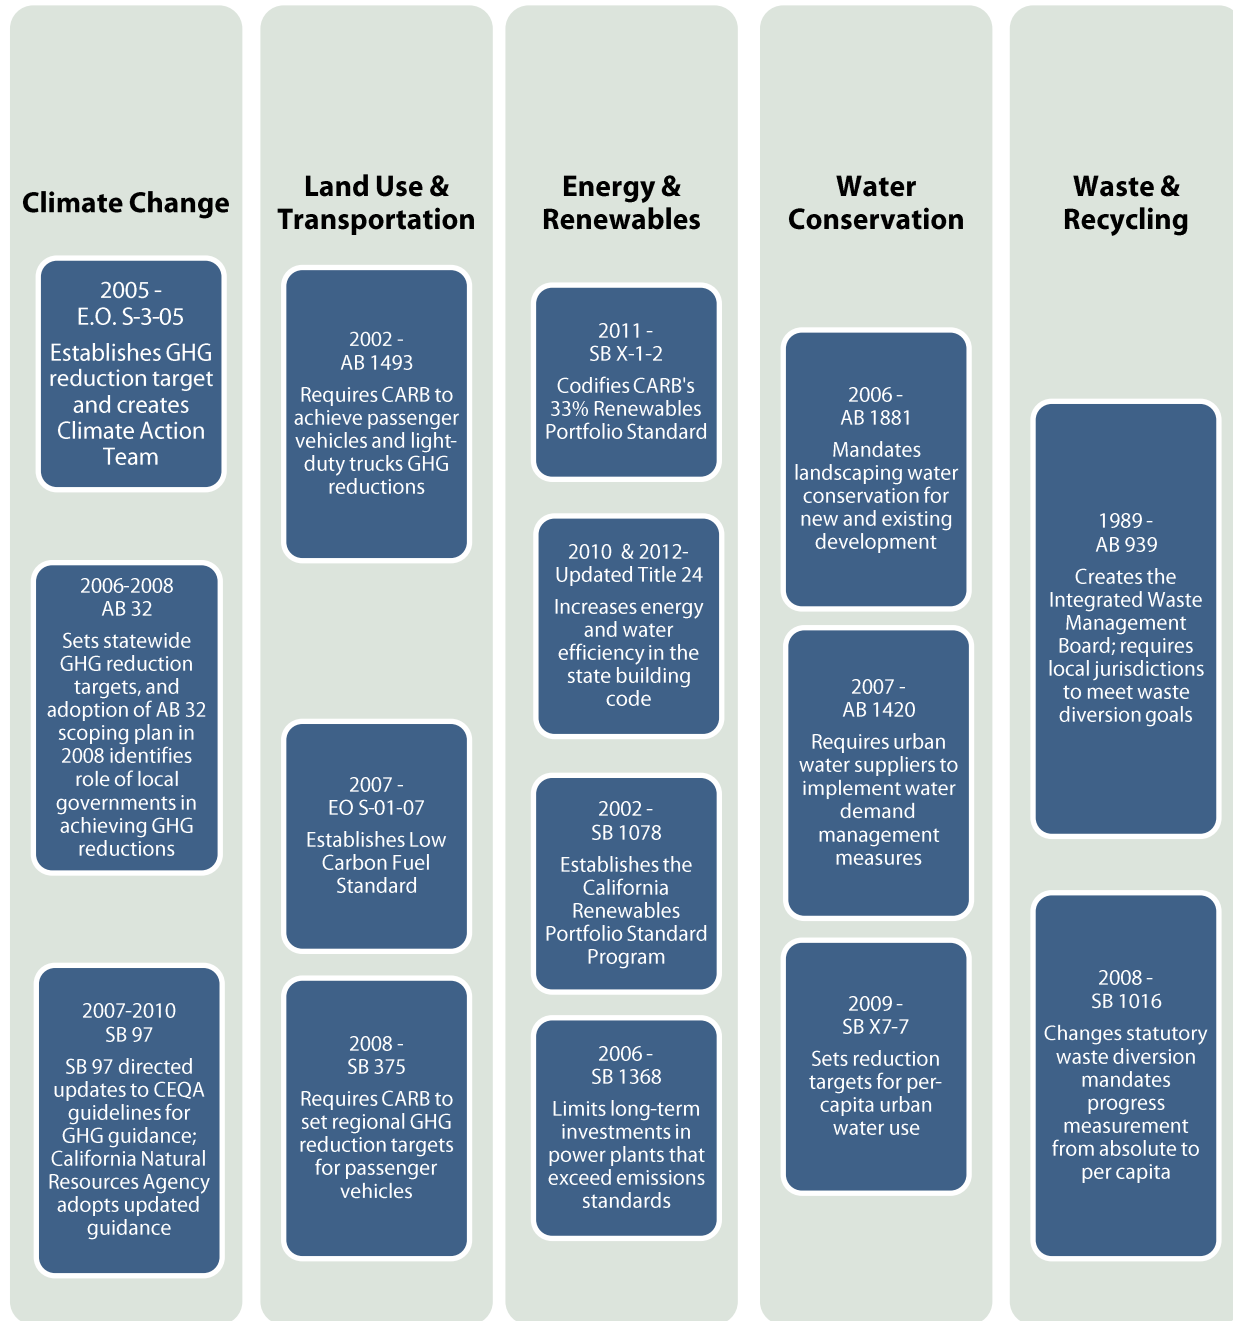 Climate Change
2005 -
E.O. S-3-05
Establishes GHG
reduction target
and creates
Climate Action
Team
2006-2008
AB 32
Sets statewide
GHG reduction
targets, and
adoption of AB 32
scoping plan in
2008 identifies
role of local
governments in
achieving GHG
reductions
2007-2010
SB 97
SB 97 directed
updates to CEQA
guidelines for
GHG guidance;
California Natural
Resources Agency
adopts updated
guidance
Land Use &
Transportation
2002 -
AB 1493
Requires CARB to
achieve passenger
vehicles and light-
duty trucks GHG
reductions
2007 -
EO S-01-07
Establishes Low
Carbon Fuel
Standard
2008 -
SB 375
Requires CARB to
set regional GHG
reduction targets
for passenger
vehicles
Energy &
Renewables
2011 -
SB X-1-2
Codifies CARB's
33% Renewables
Portfolio Standard
2010 & 2012-
Updated Title 24
Increases energy
and water
efficiency in the
state building
code
2002 -
SB 1078
Establishes the
California
Renewables
Portfolio Standard
Program
2006 -
SB 1368
Limits long-term
investments in
power plants that
exceed emissions
standards
Water
Conservation
2006 -
AB 1881
Mandates
landscaping water
conservation for
new and existing
development
2007 -
AB 1420
Requires urban
water suppliers to
implement water
demand
management
measures
2009 -
SB X7-7
Sets reduction
targets for per-
capita urban
water use
Waste &
Recycling
1989 -
AB 939
Creates the
Integrated Waste
Management
Board; requires
local jurisdictions
to meet waste
diversion goals
2008 -
SB 1016
Changes statutory
waste diversion
mandates
progress
measurement
from absolute to
per capita